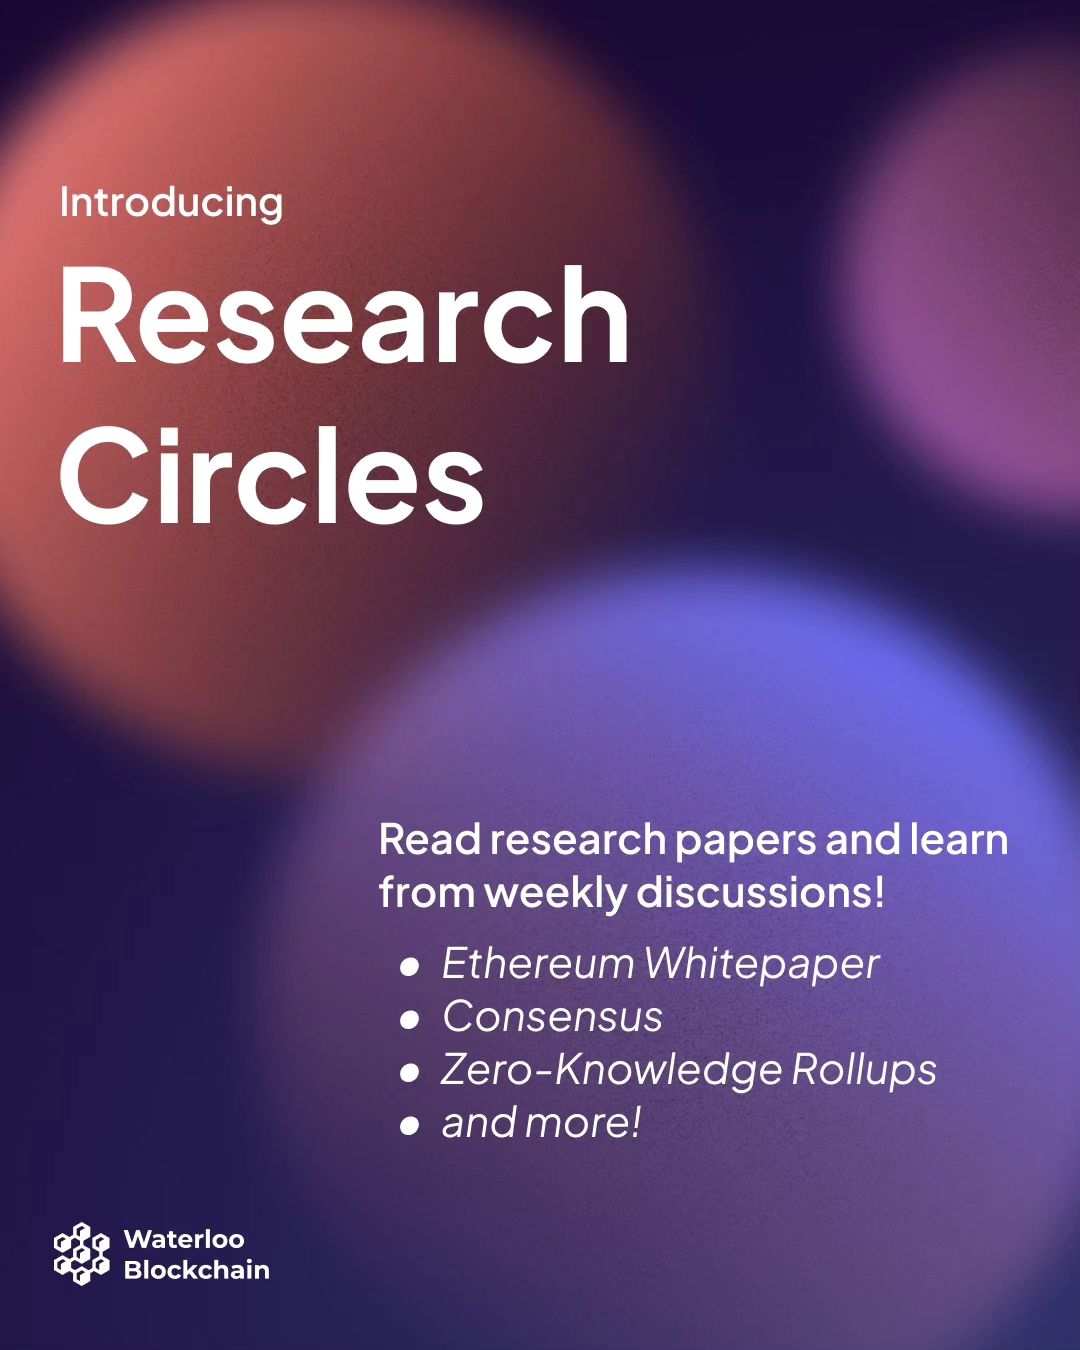 Introducing
Research
Circles
Read research papers and learn
from weekly discussions!
• Ethereum Whitepaper
• Consensus
• Zero-Knowledge Rollups
• and more!
Waterloo
Blockchain